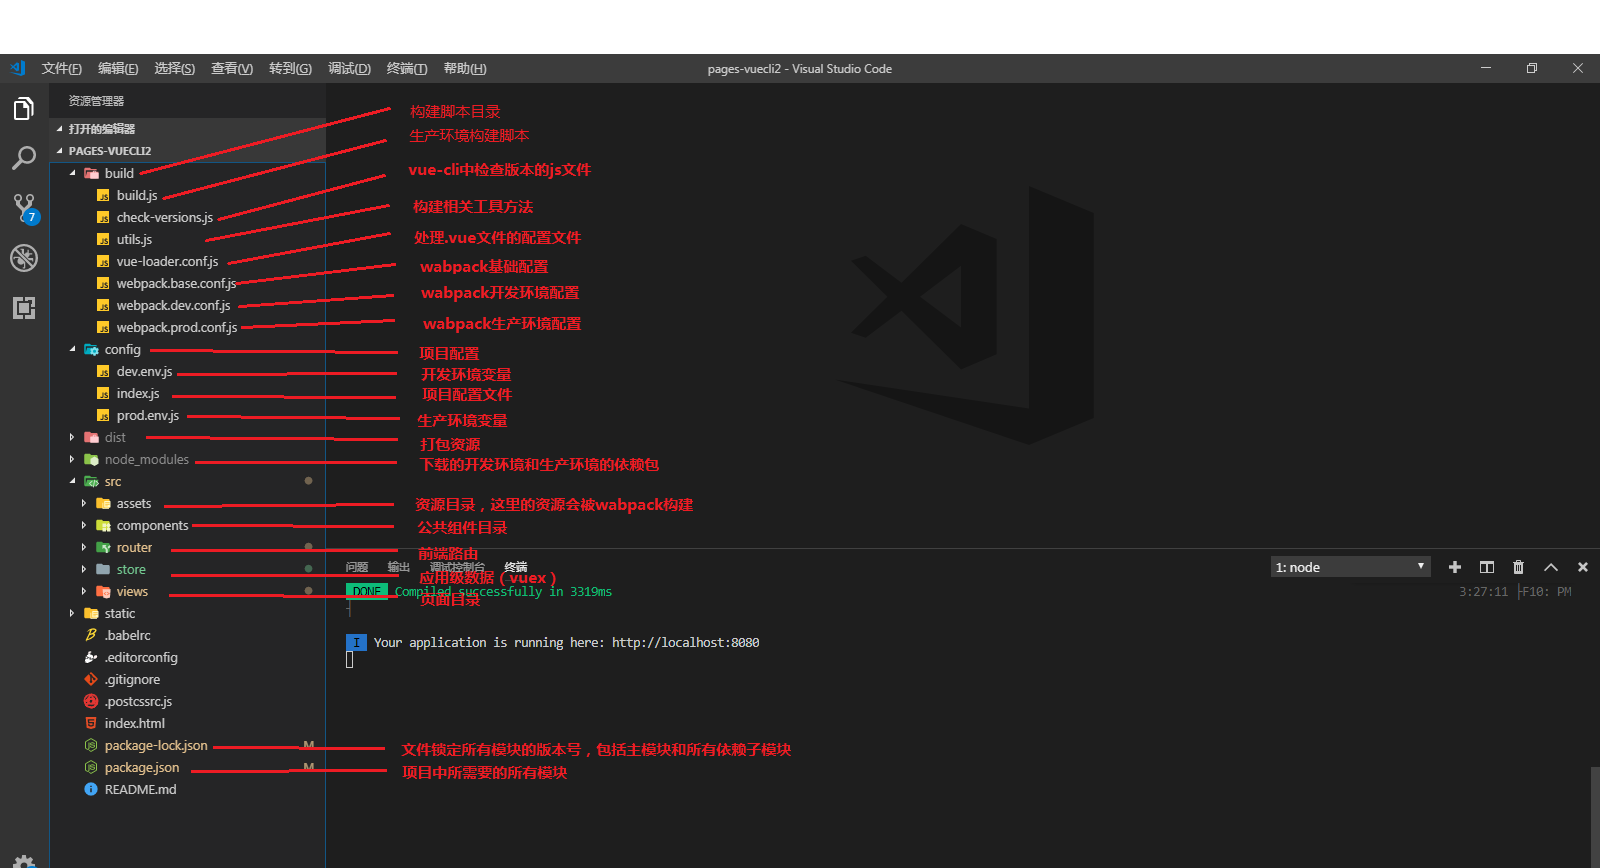 文件(F) 编辑(E) 选择(S) 查看(V) 转到(G) 调试(D) 终端(T) 帮助(H) pages-vuecli2 - Visual Studio Code
资源管理器
打开的编辑器
PAGES-VUECLI2
build 构建脚本目录
build.js 生产环境构建脚本
check-versions.js vue-cli中检查版本的js文件
utils.js 构建相关工具方法
vue-loader.conf.js 处理.vue文件的配置文件
webpack.base.conf.js wabpack基础配置
webpack.dev.conf.js wabpack开发环境配置
webpack.prod.conf.js wabpack生产环境配置
config 项目配置
dev.env.js 开发环境变量
index.js 项目配置文件
prod.env.js 生产环境变量
dist 打包资源
node_modules 下载的开发环境和生产环境的依赖包
src
assets 资源目录，这里的资源会被wabpack构建
components 公共组件目录
router 前端路由
store 应用级数据（vuex）
views 页面目录
static
.babelrc
.editorconfig
.gitignore
.postcssrc.js
index.html
package-lock.json M 文件锁定所有模块的版本号，包括主模块和所有依赖子模块
package.json M 项目中所需要的所有模块
README.md
7
问题 输出 调试控制台 终端 1: node
DONE Compiled successfully in 3319ms 3:27:11 ├F10: PM
┤
I Your application is running here: http://localhost:8080